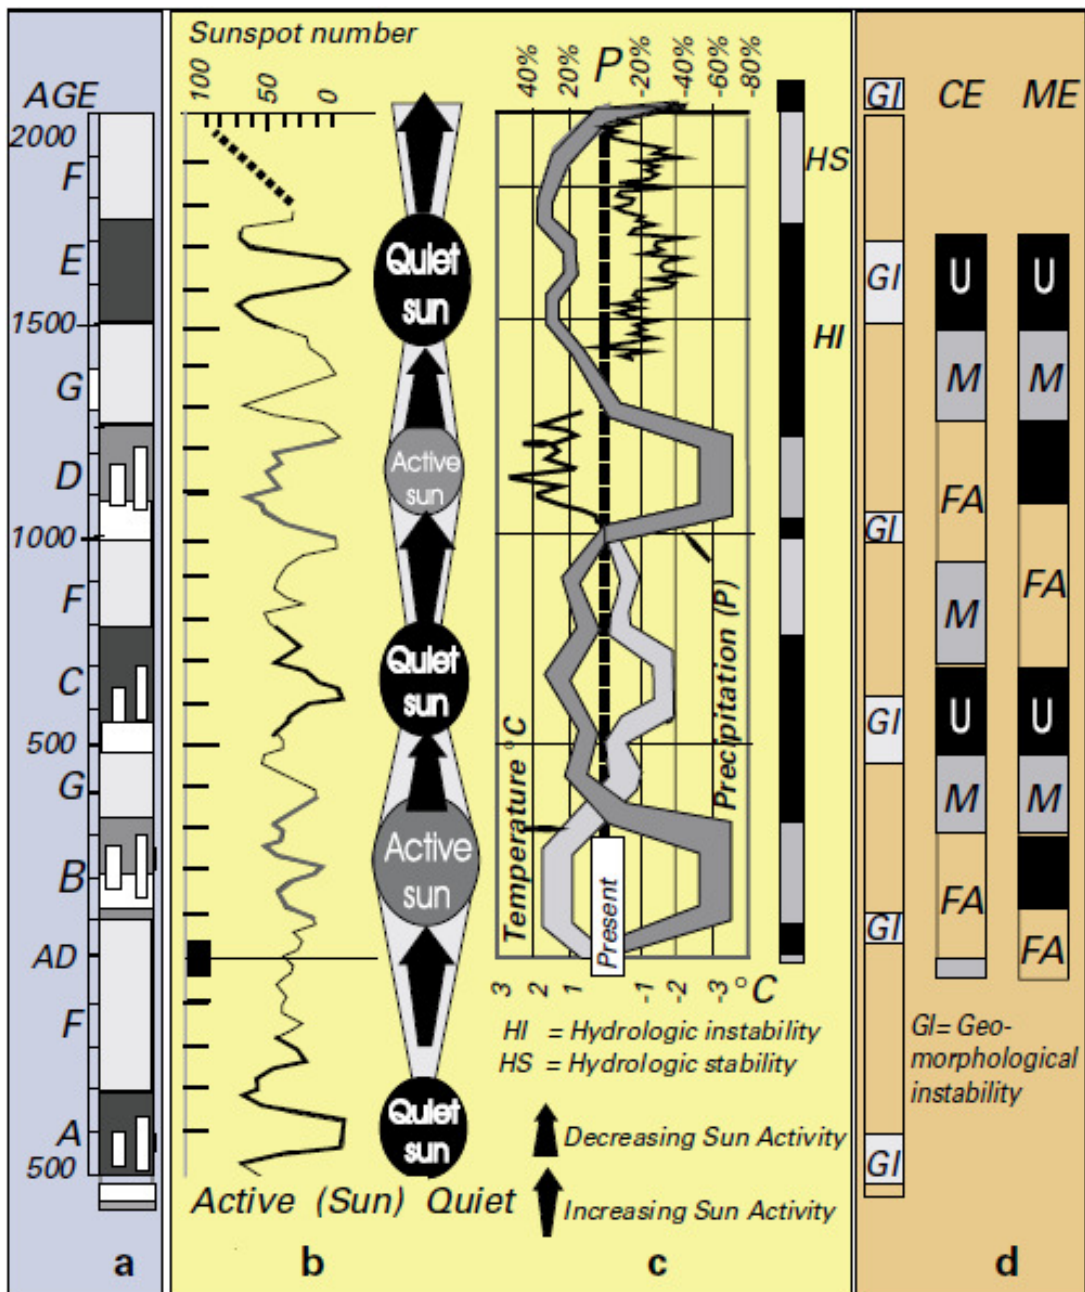 Sunspot number
100
50
0
40%
20%
P
-20%
-40%
-60%
-80%
AGE
2000
F
E
1500
G
D
1000
F
C
500
G
B
AD
F
A
500
Quiet
sun
Active
sun
Quiet
sun
Active
sun
Quiet
sun
Active (Sun) Quiet
HS
HI
Temperature °C
Present
Precipitation (P)
3
2
1
-1
-2
-3
°C
HI = Hydrologic instability
HS = Hydrologic stability
Decreasing Sun Activity
Increasing Sun Activity
GI
CE
ME
GI
U
U
M
M
FA
GI
M
FA
GI
U
U
M
M
FA
GI
FA
GI= Geo-
morphological
instability
GI
a
b
c
d